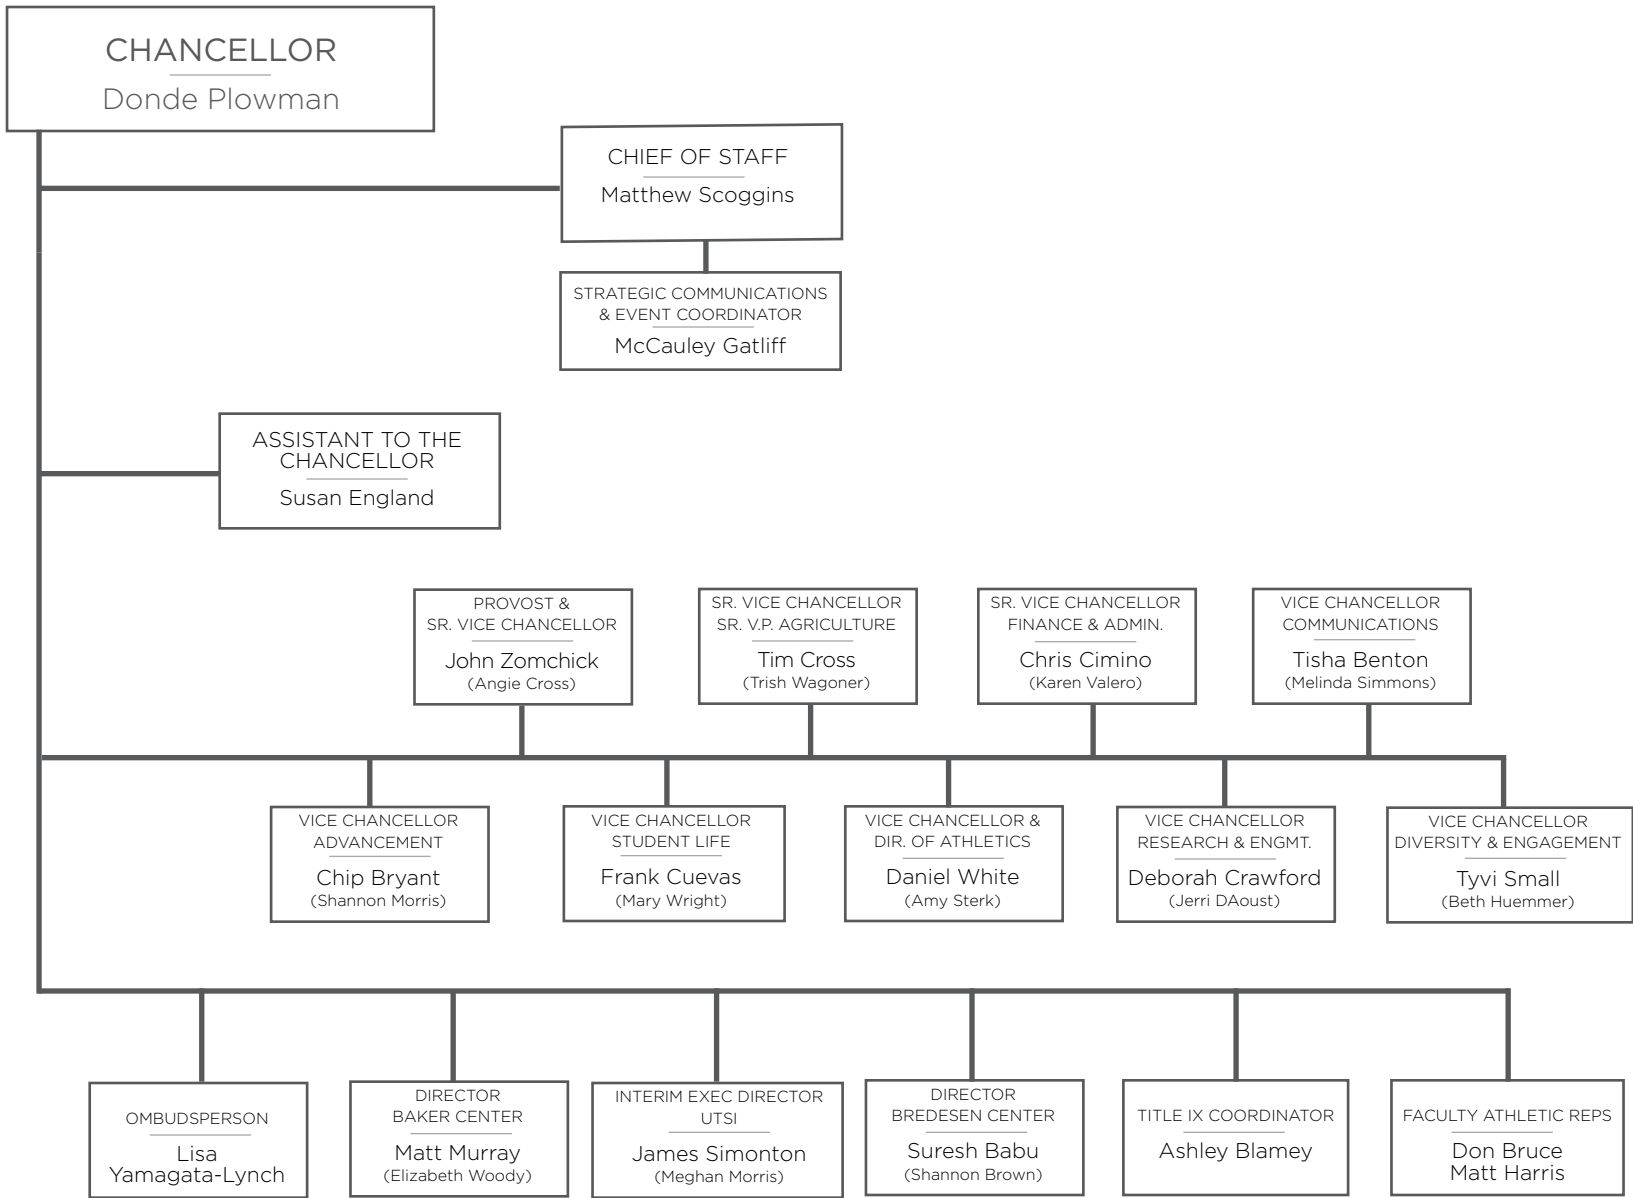 CHANCELLOR
Donde Plowman
CHIEF OF STAFF
Matthew Scoggins
STRATEGIC COMMUNICATIONS
& EVENT COORDINATOR
McCauley Gatliff
ASSISTANT TO THE
CHANCELLOR
Susan England
PROVOST &
SR. VICE CHANCELLOR
John Zomchick
(Angie Cross)
SR. VICE CHANCELLOR
SR. V.P. AGRICULTURE
Tim Cross
(Trish Wagoner)
SR. VICE CHANCELLOR
FINANCE & ADMIN.
Chris Cimino
(Karen Valero)
VICE CHANCELLOR
COMMUNICATIONS
Tisha Benton
(Melinda Simmons)
VICE CHANCELLOR
ADVANCEMENT
Chip Bryant
(Shannon Morris)
VICE CHANCELLOR
STUDENT LIFE
Frank Cuevas
(Mary Wright)
VICE CHANCELLOR &
DIR. OF ATHLETICS
Daniel White
(Amy Sterk)
VICE CHANCELLOR
RESEARCH & ENGMT.
Deborah Crawford
(Jerri DAoust)
VICE CHANCELLOR
DIVERSITY & ENGAGEMENT
Tyvi Small
(Beth Huemmer)
OMBUDSPERSON
Lisa
Yamagata-Lynch
DIRECTOR
BAKER CENTER
Matt Murray
(Elizabeth Woody)
INTERIM EXEC DIRECTOR
UTSI
James Simonton
(Meghan Morris)
DIRECTOR
BREDESEN CENTER
Suresh Babu
(Shannon Brown)
TITLE IX COORDINATOR
Ashley Blamey
FACULTY ATHLETIC REPS
Don Bruce
Matt Harris